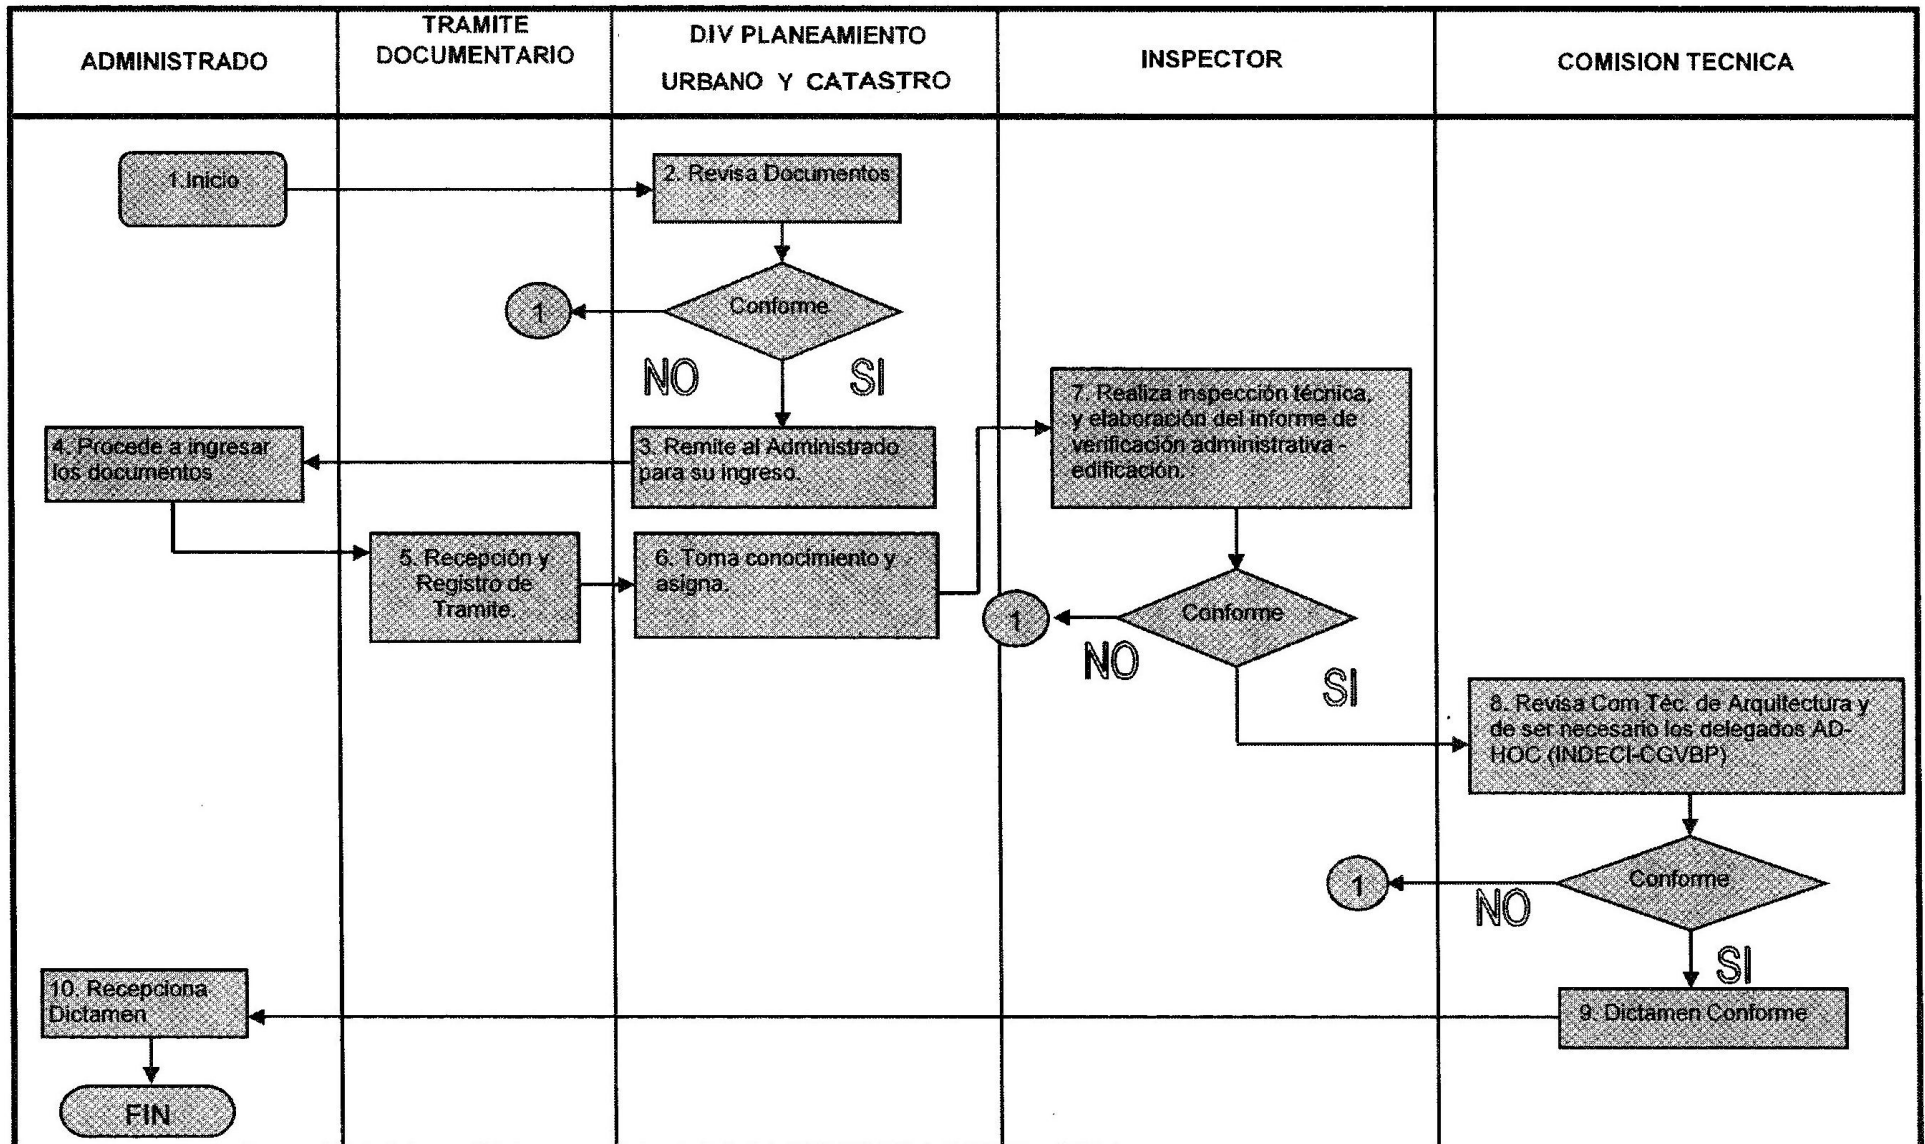 ADMINISTRADO
TRAMITE
DOCUMENTARIO
DIV PLANEAMIENTO
URBANO Y CATASTRO
INSPECTOR
COMISION TECNICA
1.Inicio
2. Revisa Documentos
Conforme
1
NO
SI
3. Remite al Administrado
para su ingreso.
4. Procede a ingresar
los documentos
5. Recepción y
Registro de
Tramite.
6. Toma conocimiento y
asigna.
7. Realiza inspección técnica,
y elaboración del informe de
verificación administrativa -
edificación.
Conforme
1
NO
SI
8. Revisa Com Téc. de Arquitectura y
de ser necesario los delegados AD-
HOC (INDECI-CGVBP)
Conforme
1
NO
SI
9. Dictamen Conforme
10. Recepciona
Dictamen
FIN